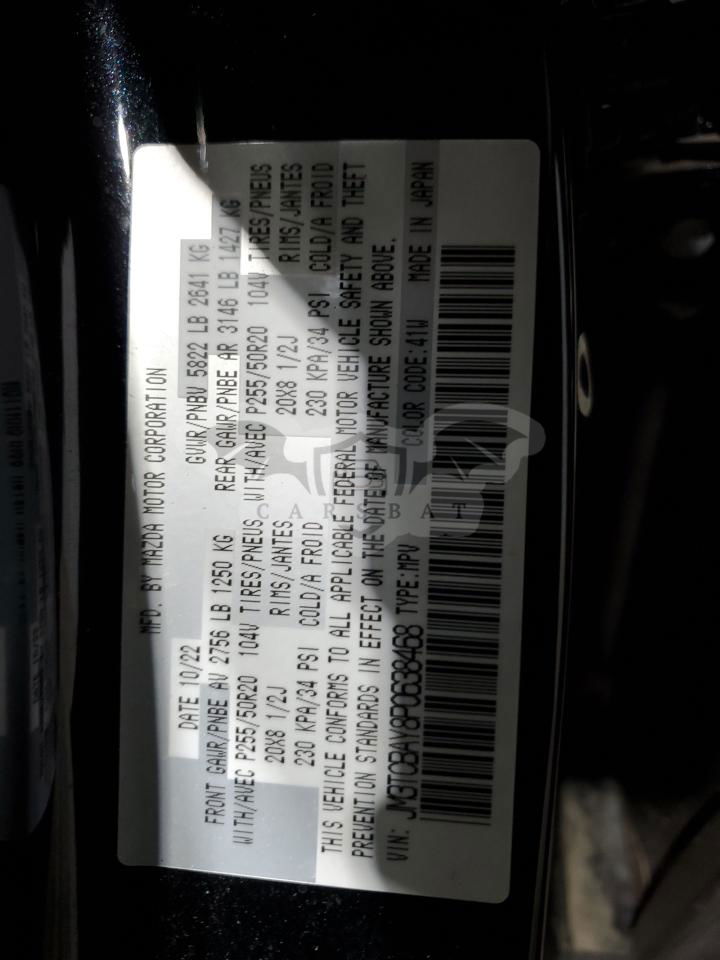 MFD. BY MAZDA MOTOR CORPORATION
DATE 10/22 GVWR/PNBV 5822 LB 2641 KG
FRONT GAWR/PNBE AV 2756 LB 1250 KG REAR GAWR/PNBE AR 3146 LB 1427 KG
WITH/AVEC P255/50R20 104V TIRES/PNEUS WITH/AVEC P255/50R20 104V TIRES/PNEUS
20X8 1/2J RIMS/JANTES 20X8 1/2J RIMS/JANTES
230 KPA/34 PSI COLD/A FROID 230 KPA/34 PSI COLD/A FROID
THIS VEHICLE CONFORMS TO ALL APPLICABLE FEDERAL MOTOR VEHICLE SAFETY AND THEFT
PREVENTION STANDARDS IN EFFECT ON THE DATE OF MANUFACTURE SHOWN ABOVE.
VIN: JM3TCBAY8P0638468 TYPE:MPV COLOR CODE:41W MADE IN JAPAN
CARSBAT